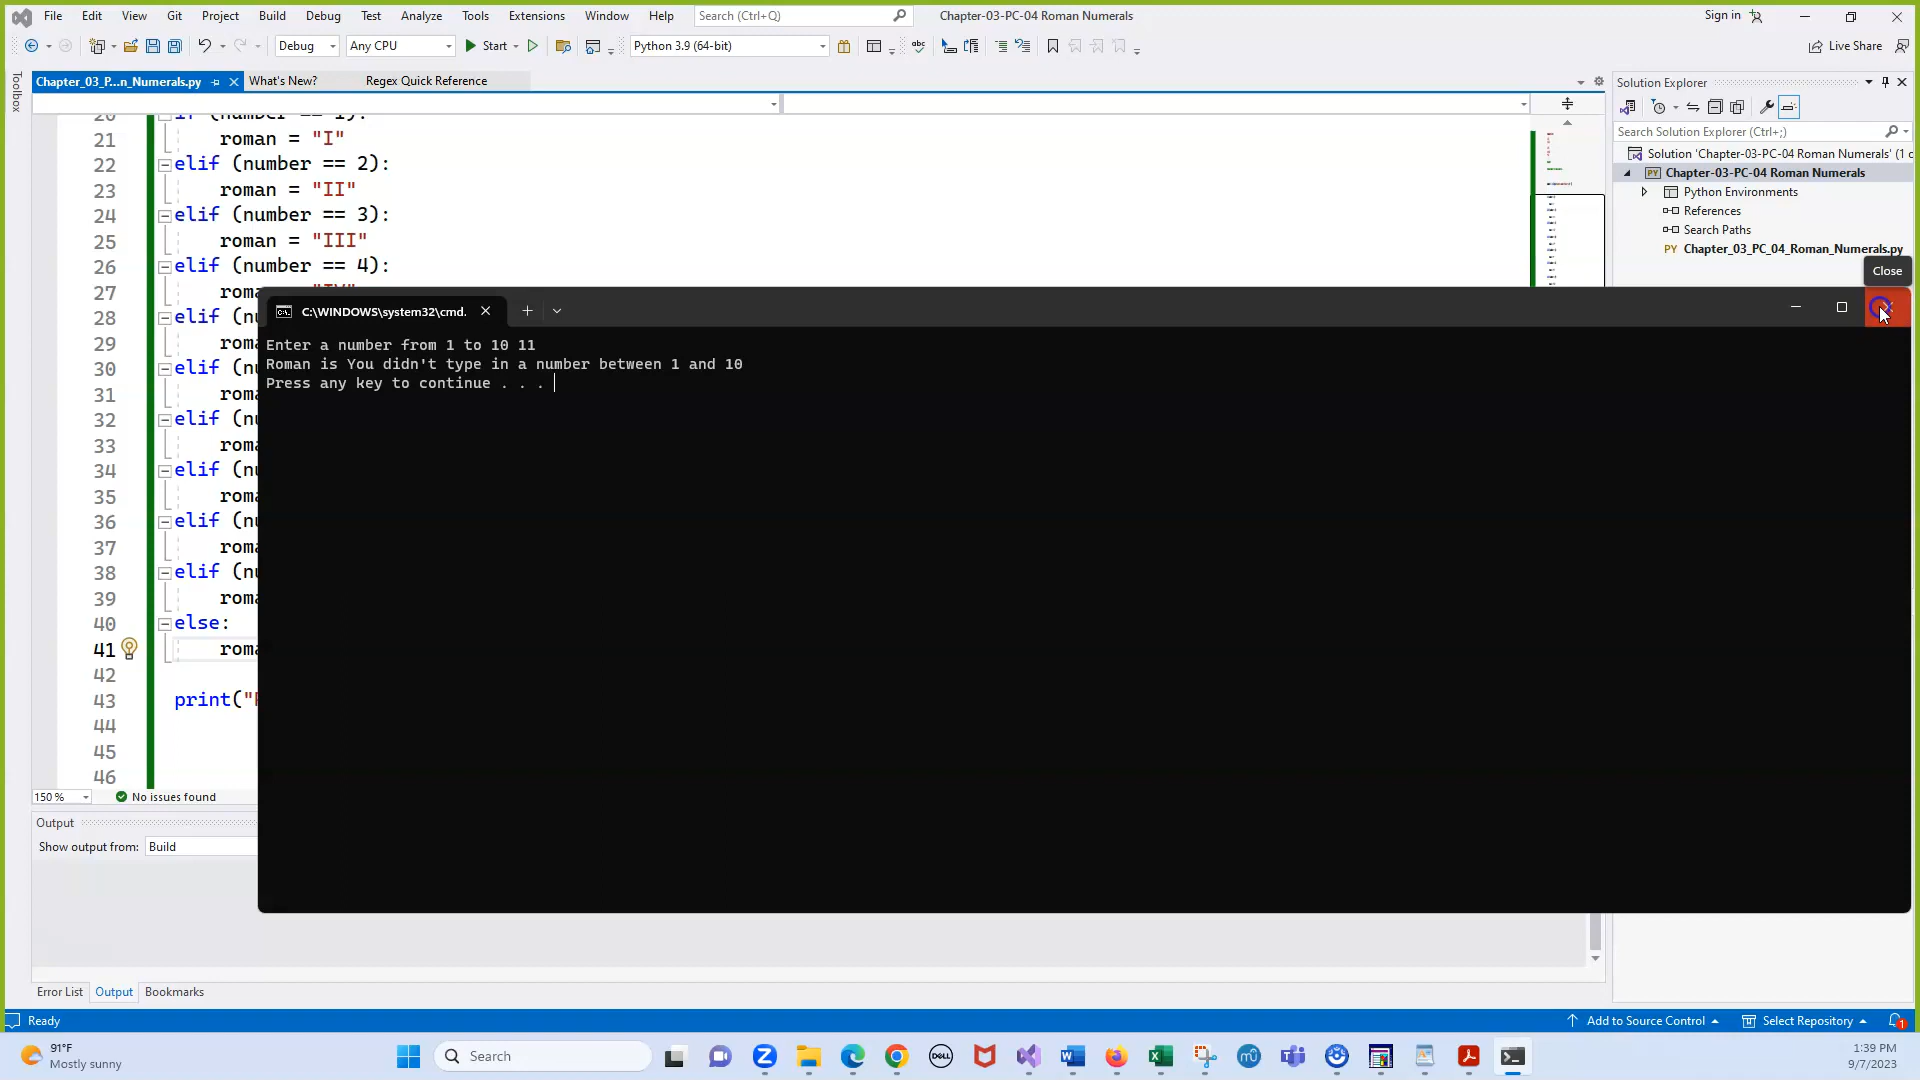 File Edit View Git Project Build Debug Test Analyze Tools Extensions Window Help Search (Ctrl+Q) Chapter-03-PC-04 Roman Numerals Sign in
Debug Any CPU Start Python 3.9 (64-bit) Live Share
Toolbox
Chapter_03_P...n_Numerals.py What's New? Regex Quick Reference
21 roman = "I"
22 elif (number == 2):
23 roman = "II"
24 elif (number == 3):
25 roman = "III"
26 elif (number == 4):
27 roma
28 elif (nu
29 roma
30 elif (nu
31 roma
32 elif (nu
33 roma
34 elif (nu
35 roma
36 elif (nu
37 roma
38 elif (nu
39 roma
40 else:
41 roma
42
43 print("
44
45
46
150 % No issues found
Output
Show output from: Build
Error List Output Bookmarks
Ready
C:\WINDOWS\system32\cmd.
Enter a number from 1 to 10 11
Roman is You didn't type in a number between 1 and 10
Press any key to continue . . .
Solution Explorer
Search Solution Explorer (Ctrl+;)
Solution 'Chapter-03-PC-04 Roman Numerals' (1 c
PY Chapter-03-PC-04 Roman Numerals
Python Environments
References
Search Paths
PY Chapter_03_PC_04_Roman_Numerals.py
Close
Add to Source Control Select Repository 1
91°F
Mostly sunny
Search
DELL
1:39 PM
9/7/2023